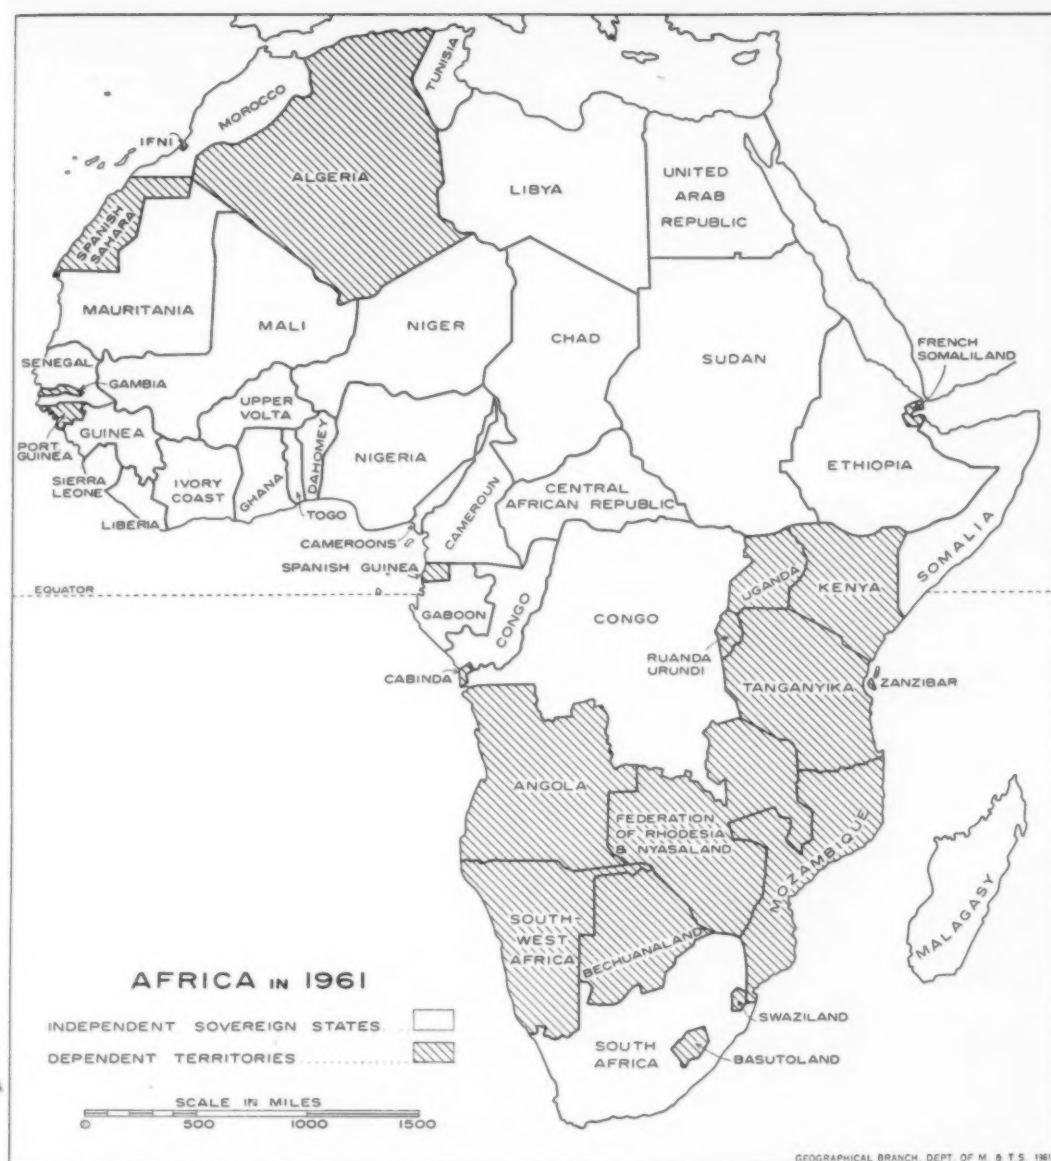 TUNISIA
MOROCCO
IFNI
ALGERIA
LIBYA
UNITED
ARAB
REPUBLIC
SPANISH
SAHARA
MAURITANIA
MALI
NIGER
CHAD
SUDAN
FRENCH
SOMALILAND
SENEGAL
GAMBIA
UPPER
VOLTA
DAHOMEY
PORT.
GUINEA
GUINEA
NIGERIA
ETHIOPIA
SIERRA
LEONE
IVORY
COAST
GHANA
CENTRAL
AFRICAN REPUBLIC
LIBERIA
TOGO
CAMEROONS
CAMEROUN
SOMALIA
SPANISH GUINEA
UGANDA
KENYA
EQUATOR
GABOON
CONGO
CONGO
RUANDA
URUNDI
CABINDA
TANGANYIKA
ZANZIBAR
ANGOLA
FEDERATION
OF RHODESIA
& NYASALAND
MOZAMBIQUE
MALAGASY
SOUTH-
WEST
AFRICA
BECHUANALAND
SWAZILAND
SOUTH
AFRICA
BASUTOLAND
AFRICA IN 1961
INDEPENDENT SOVEREIGN STATES
DEPENDENT TERRITORIES
SCALE IN MILES
0 500 1000 1500
GEOGRAPHICAL BRANCH, DEPT. OF M. & T.S. 1961